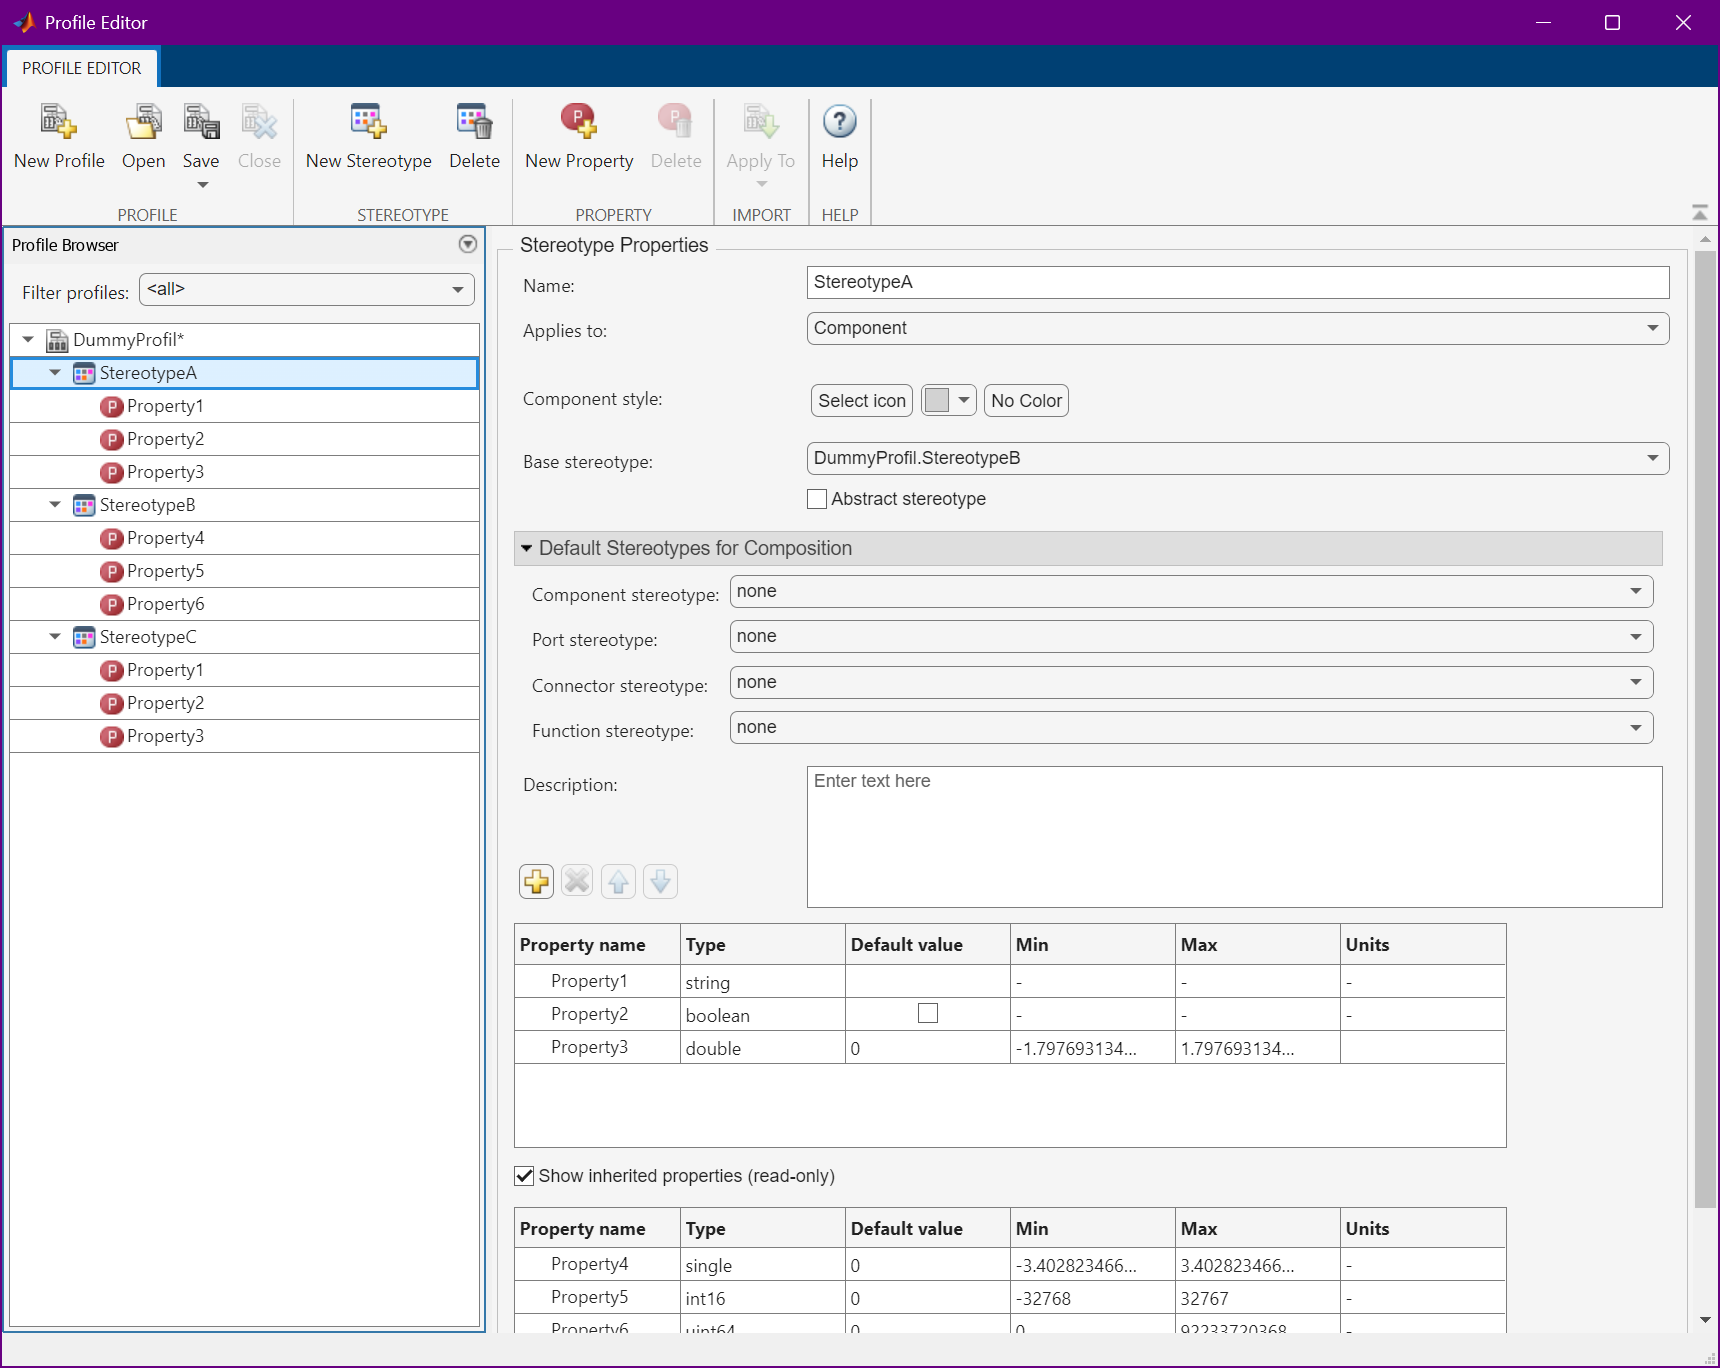 Profile Editor
PROFILE EDITOR
New Profile Open Save Close New Stereotype Delete New Property Delete Apply To Help
PROFILE STEREOTYPE PROPERTY IMPORT HELP
Profile Browser
Filter profiles: <all>
DummyProfil*
StereotypeA
Property1
Property2
Property3
StereotypeB
Property4
Property5
Property6
StereotypeC
Property1
Property2
Property3
Stereotype Properties
Name: StereotypeA
Applies to: Component
Component style: Select icon No Color
Base stereotype: DummyProfil.StereotypeB
Abstract stereotype
Default Stereotypes for Composition
Component stereotype: none
Port stereotype: none
Connector stereotype: none
Function stereotype: none
Description: Enter text here
Property name Type Default value Min Max Units
Property1 string - - -
Property2 boolean - - -
Property3 double 0 -1.797693134... 1.797693134...
Show inherited properties (read-only)
Property name Type Default value Min Max Units
Property4 single 0 -3.402823466... 3.402823466... -
Property5 int16 0 -32768 32767 -
Property6 uint64 0 0 92233720368... -